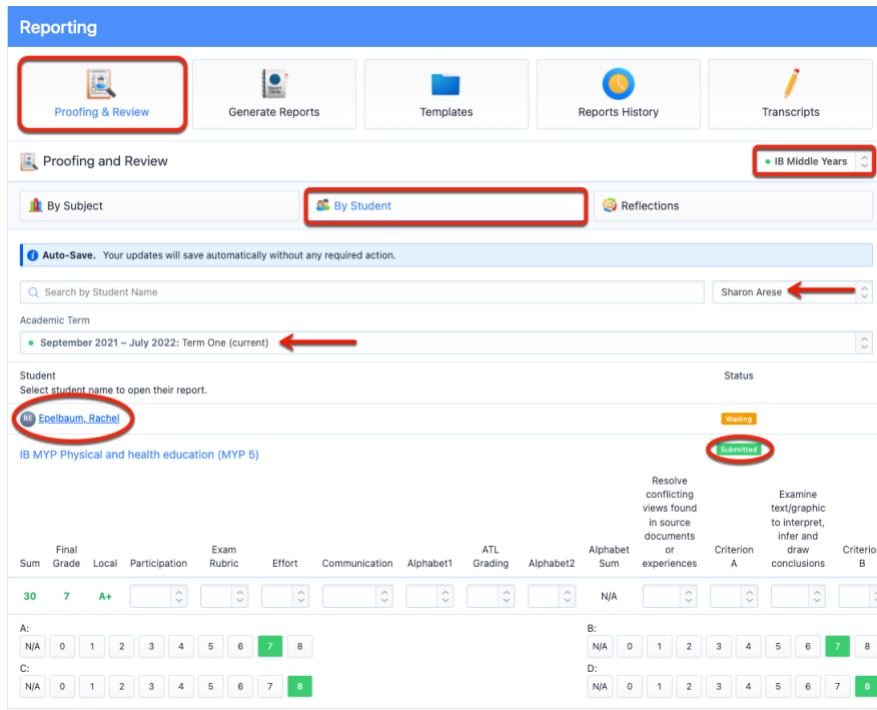 Reporting
Proofing & Review
Generate Reports
Templates
Reports History
Transcripts
Proofing and Review
IB Middle Years
By Subject
By Student
Reflections
Auto-Save. Your updates will save automatically without any required action.
Search by Student Name
Sharon Arese
Academic Term
September 2021 – July 2022: Term One (current)
Student
Status
Select student name to open their report.
RE Epelbaum, Rachel
Waiting
IB MYP Physical and health education (MYP 5)
Submitted
Sum
Final Grade
Local
Participation
Exam Rubric
Effort
Communication
Alphabet1
ATL Grading
Alphabet2
Alphabet Sum
Resolve conflicting views found in source documents or experiences
Criterion A
Examine text/graphic to interpret, infer and draw conclusions
Criterio B
30 7 A+ N/A
A:
N/A 0 1 2 3 4 5 6 7 8
B:
N/A 0 1 2 3 4 5 6 7 8
C:
N/A 0 1 2 3 4 5 6 7 8
D:
N/A 0 1 2 3 4 5 6 7 8